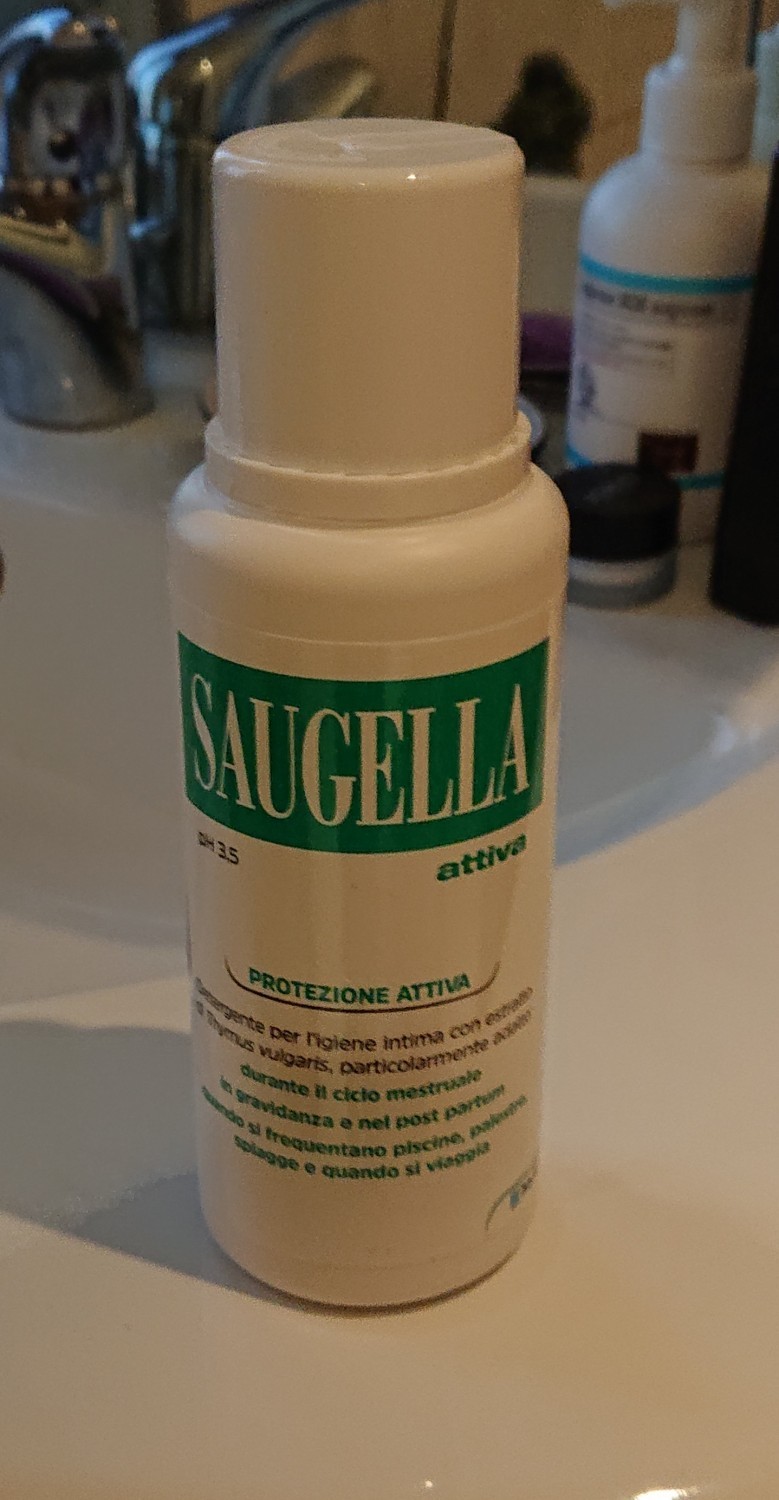 SAUGELLA
pH 3,5
attiva
PROTEZIONE ATTIVA
Detergente per l'igiene intima con estratto
di Thymus vulgaris, particolarmente adatto
durante il ciclo mestruale
in gravidanza e nel post partum
quando si frequentano piscine, palestre,
spiagge e quando si viaggia